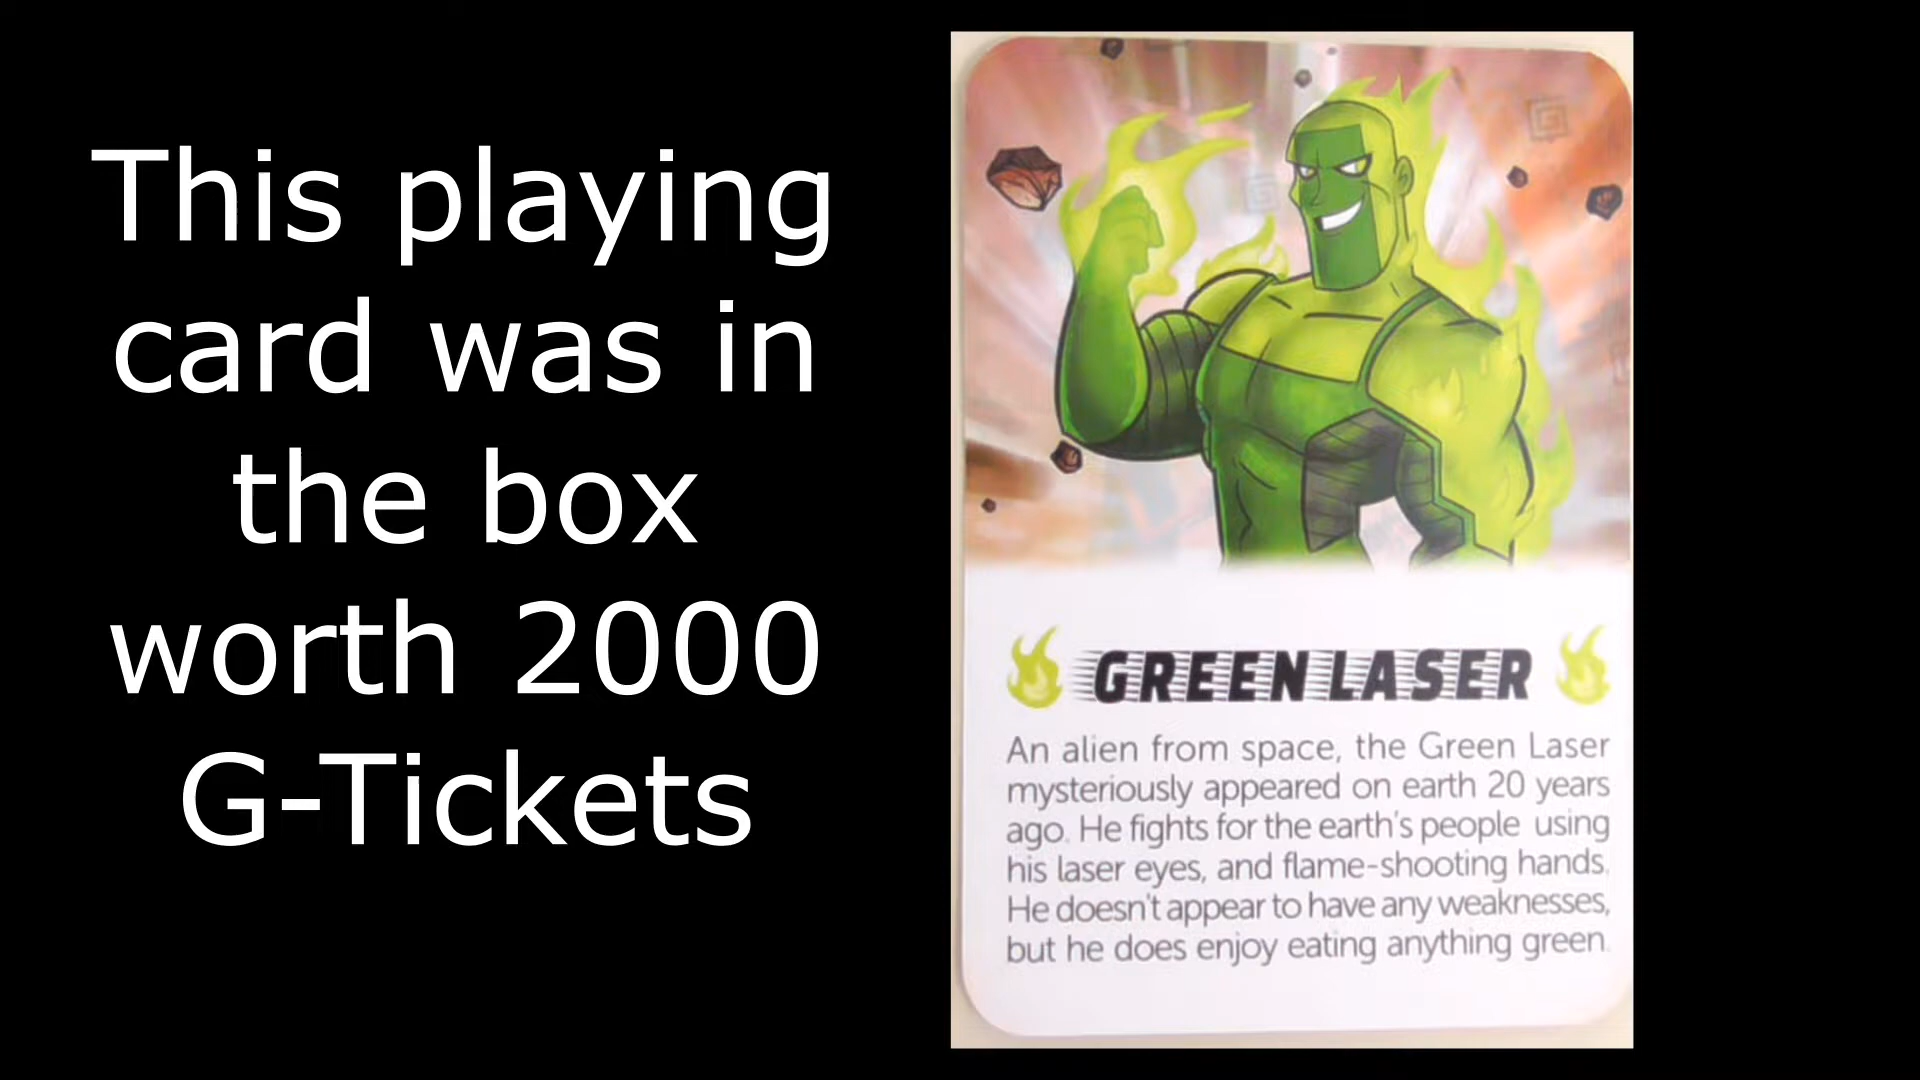 This playing
card was in
the box
worth 2000
G-Tickets
GREEN LASER
An alien from space, the Green Laser
mysteriously appeared on earth 20 years
ago. He fights for the earth's people using
his laser eyes, and flame-shooting hands.
He doesn't appear to have any weaknesses,
but he does enjoy eating anything green.